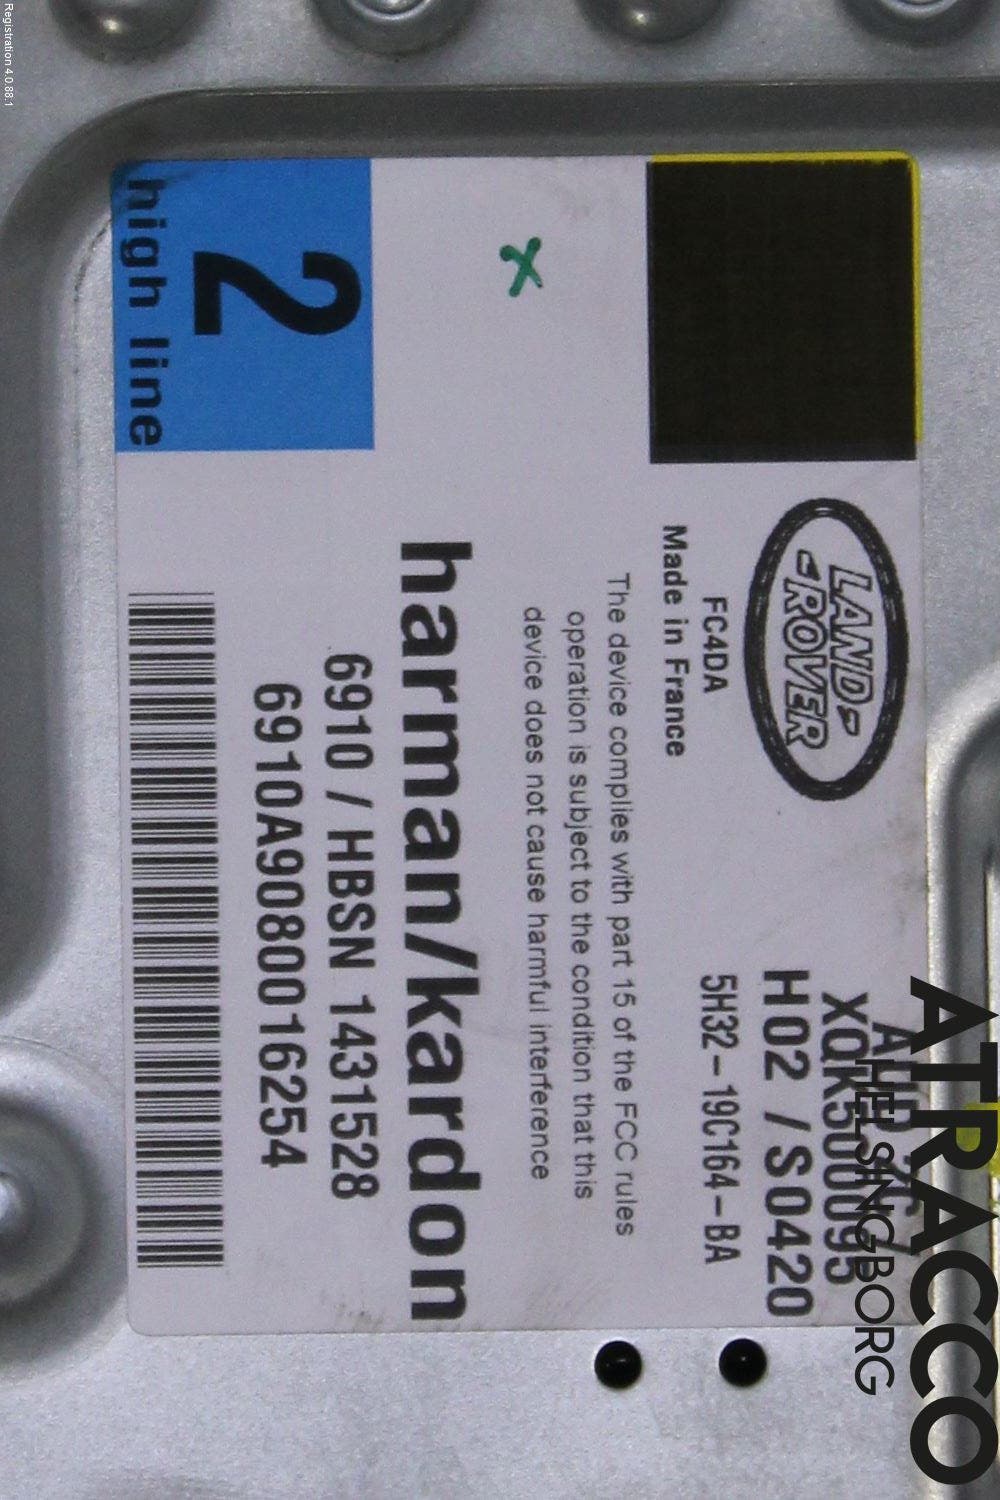 Registration 4.0.88.1
ATRACCO
HELSINGBORG
LAND
ROVER
XQK500095
H02 / S0420
FC4DA
5H32-19C164-BA
Made in France
The device complies with part 15 of the FCC rules
operation is subject to the condition that this
device does not cause harmful interference
x
harman/kardon
6910 / HBSN 1431528
6910A9080016254
2
high line